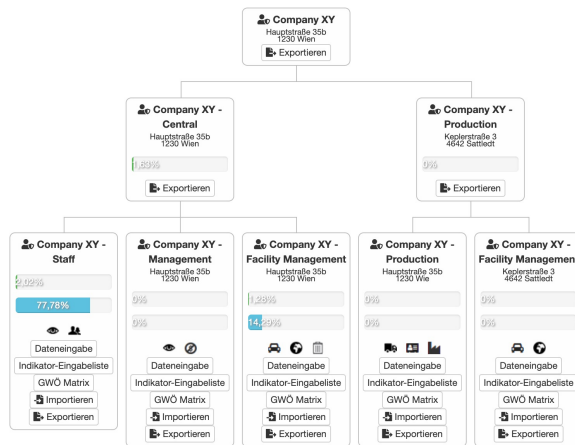 Company XY
Hauptstraße 35b
1230 Wien
Exportieren
Company XY -
Central
Hauptstraße 35b
1230 Wien
1,63%
Exportieren
Company XY -
Production
Keplerstraße 3
4642 Sattledt
0%
Exportieren
Company XY -
Staff
2,02%
77,78%
Dateneingabe
Indikator-Eingabeliste
GWÖ Matrix
Importieren
Exportieren
Company XY -
Management
Hauptstraße 35b
1230 Wien
0%
0%
Dateneingabe
Indikator-Eingabeliste
GWÖ Matrix
Importieren
Exportieren
Company XY -
Facility Management
Hauptstraße 35b
1230 Wien
1,28%
14,29%
Dateneingabe
Indikator-Eingabeliste
GWÖ Matrix
Importieren
Exportieren
Company XY -
Production
Hauptstraße 35b
1230 Wie
0%
0%
Dateneingabe
Indikator-Eingabeliste
GWÖ Matrix
Importieren
Exportieren
Company XY -
Facility Management
Keplerstraße 3
4642 Sattledt
0%
0%
Dateneingabe
Indikator-Eingabeliste
GWÖ Matrix
Importieren
Exportieren